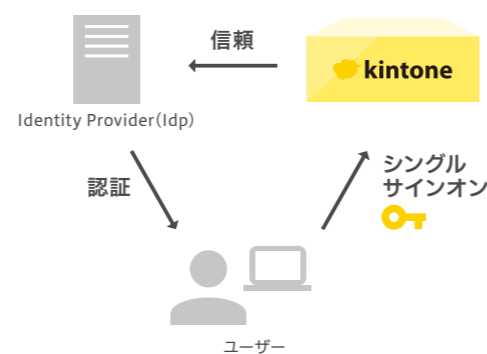 信頼
kintone
Identity Provider(Idp)
認証
シングル
サインオン
ユーザー